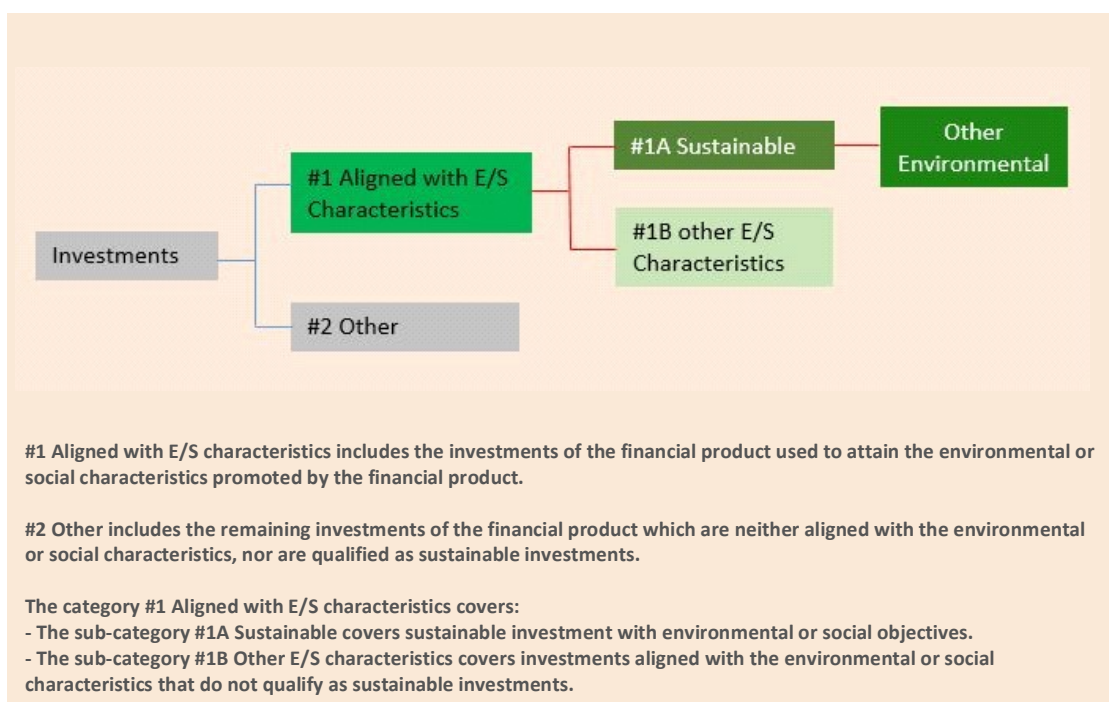 Investments
#1 Aligned with E/S
Characteristics
#2 Other
#1A Sustainable
#1B other E/S
Characteristics
Other
Environmental
#1 Aligned with E/S characteristics includes the investments of the financial product used to attain the environmental or
social characteristics promoted by the financial product.
#2 Other includes the remaining investments of the financial product which are neither aligned with the environmental
or social characteristics, nor are qualified as sustainable investments.
The category #1 Aligned with E/S characteristics covers:
- The sub-category #1A Sustainable covers sustainable investment with environmental or social objectives.
- The sub-category #1B Other E/S characteristics covers investments aligned with the environmental or social
characteristics that do not qualify as sustainable investments.